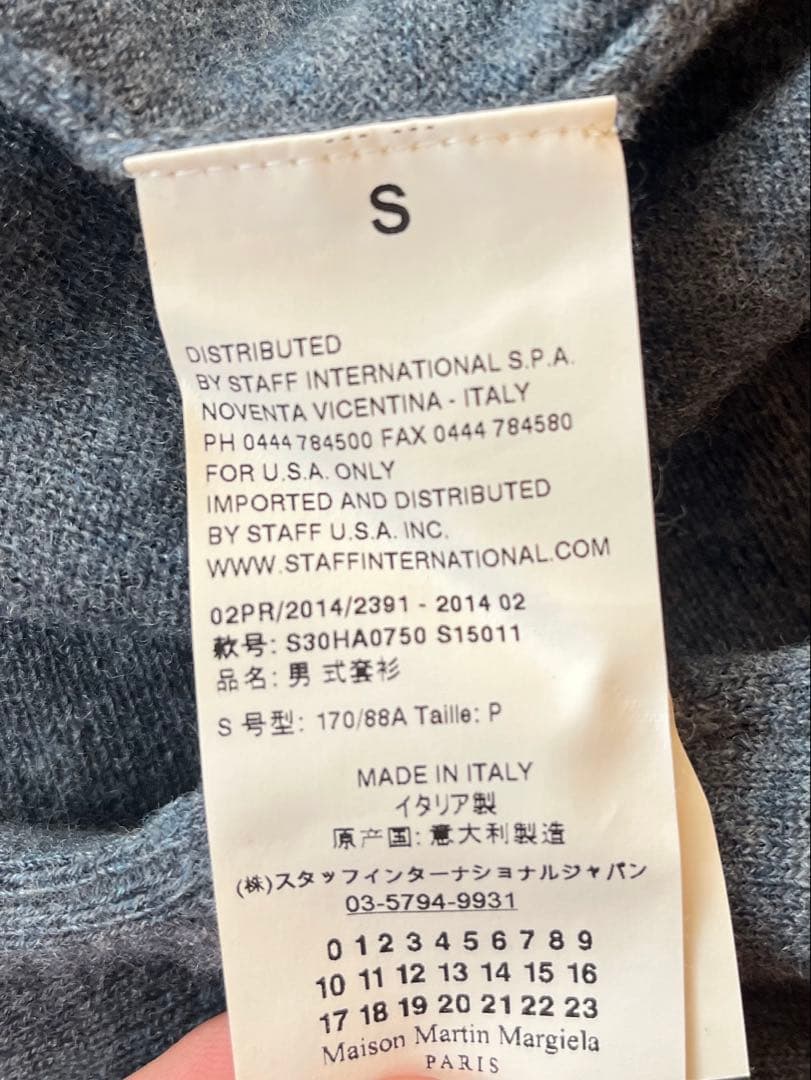 S
DISTRIBUTED
BY STAFF INTERNATIONAL S.P.A.
NOVENTA VICENTINA - ITALY
PH 0444 784500 FAX 0444 784580
FOR U.S.A. ONLY
IMPORTED AND DISTRIBUTED
BY STAFF U.S.A. INC.
WWW.STAFFINTERNATIONAL.COM
02PR/2014/2391 - 2014 02
款号: S30HA0750 S15011
品名: 男 式套衫
S 号型: 170/88A Taille: P
MADE IN ITALY
イタリア製
原产国: 意大利製造
(株)スタッフインターナショナルジャパン
03-5794-9931
0 1 2 3 4 5 6 7 8 9
10 11 12 13 14 15 16
17 18 19 20 21 22 23
Maison Martin Margiela
PARIS